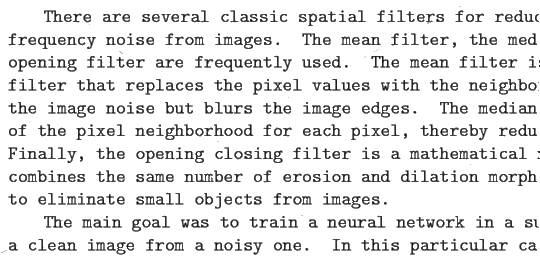 There are several classic spatial filters for reduc
frequency noise from images. The mean filter, the med
opening filter are frequently used. The mean filter is
filter that replaces the pixel values with the neighbo
the image noise but blurs the image edges. The median
of the pixel neighborhood for each pixel, thereby redu
Finally, the opening closing filter is a mathematical
combines the same number of erosion and dilation morph
to eliminate small objects from images.
The main goal was to train a neural network in a su
a clean image from a noisy one. In this particular ca